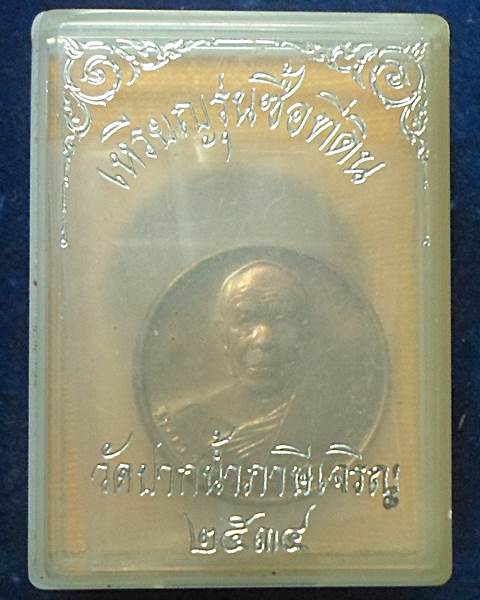 เหรียญรุ่นซื้อที่ดิน
วัดปากน้ำภาษีเจริญ
๒๕๓๔